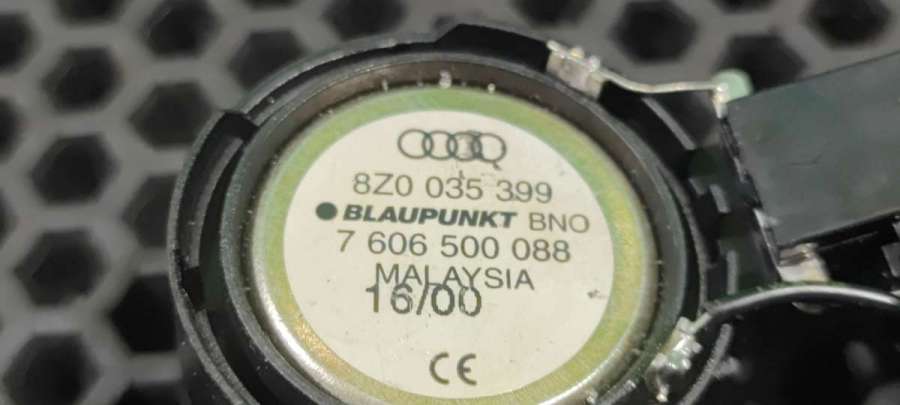 8Z0 035 399
BLAUPUNKT BNO
7 606 500 088
MALAYSIA
16/00
CE